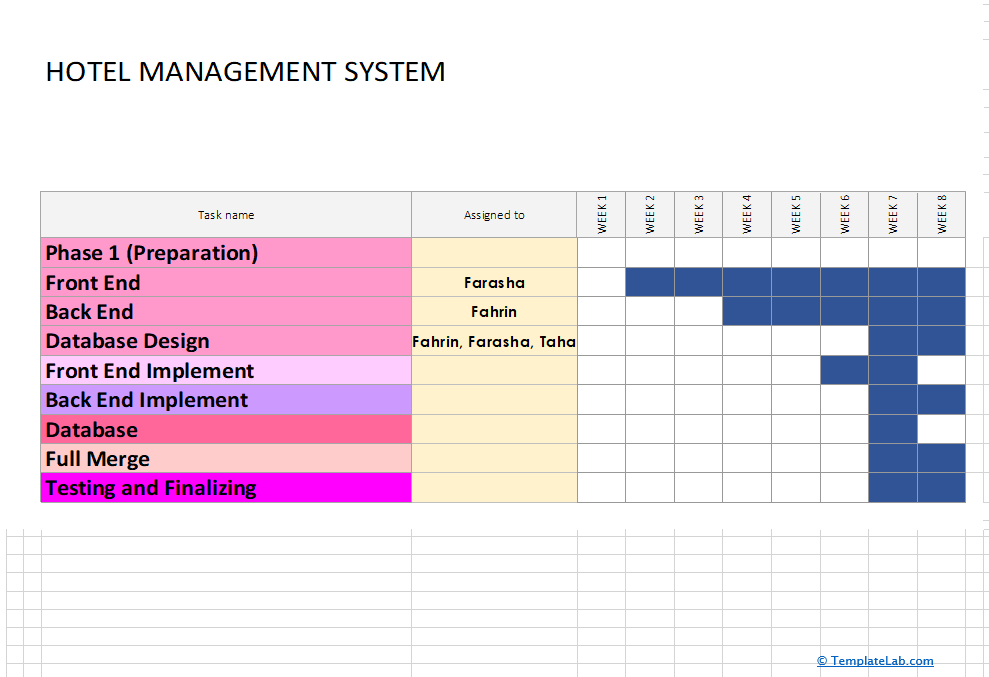 HOTEL MANAGEMENT SYSTEM
Task name Assigned to WEEK 1 WEEK 2 WEEK 3 WEEK 4 WEEK 5 WEEK 6 WEEK 7 WEEK 8
Phase 1 (Preparation)
Front End Farasha
Back End Fahrin
Database Design Fahrin, Farasha, Taha
Front End Implement
Back End Implement
Database
Full Merge
Testing and Finalizing
© TemplateLab.com